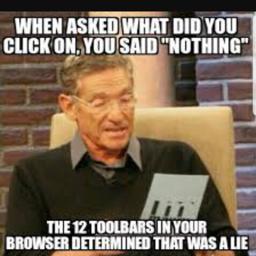 WHEN ASKED WHAT DID YOU
CLICK ON, YOU SAID "NOTHING"
THE 12 TOOLBARS IN YOUR
BROWSER DETERMINED THAT WAS A LIE